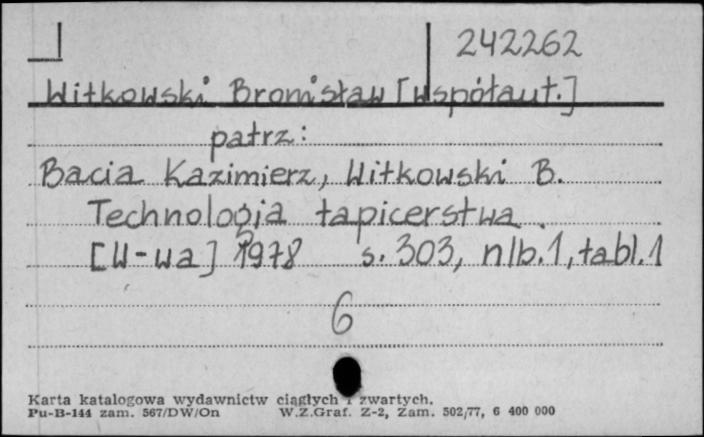 242262
Witkowski Bronisław [współaut.]
patrz:
Bacia Kazimierz, Witkowski B.
Technologia tapicerstwa.
[W-wa] 1978 s. 303, nlb. 1, tabl. 1
6
Karta katalogowa wydawnictw ciągłych i zwartych.
Pu-B-144 zam. 567/DW/On W.Z.Graf. Z-2, Zam. 502/77, 6 400 000